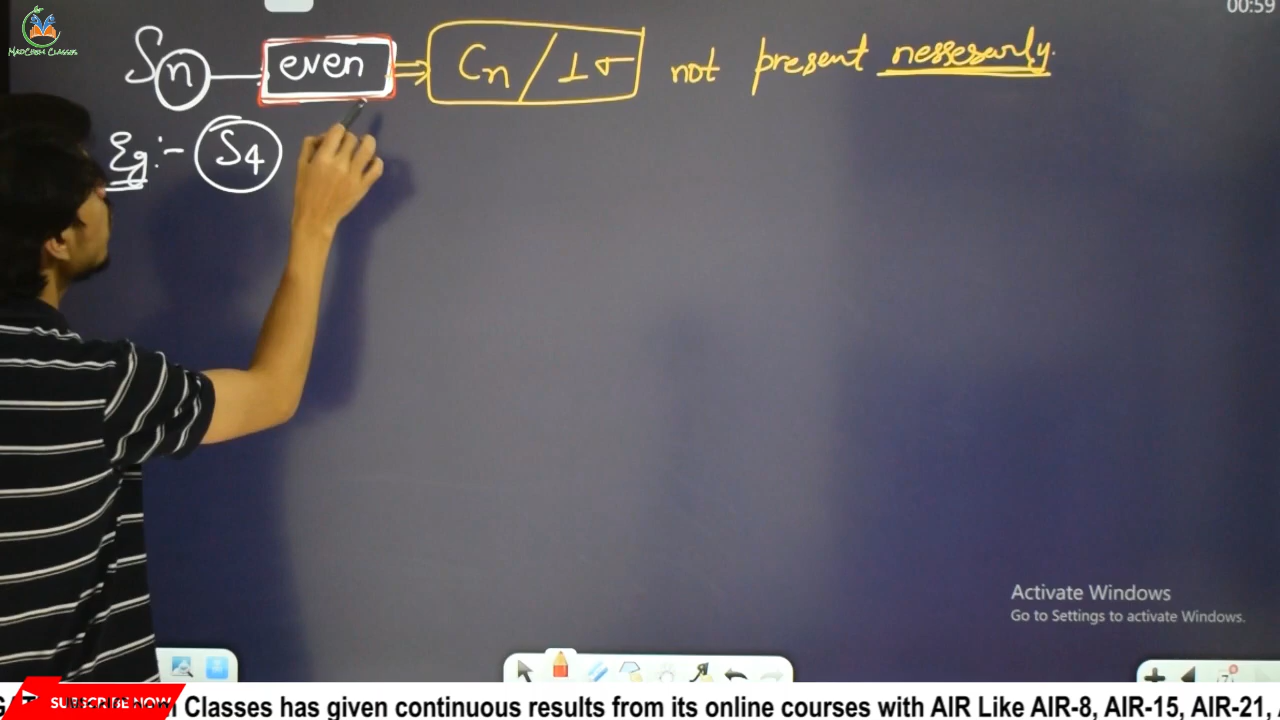 00:59
MADCHEM CLASSES
Sn even ⇒ Cn / ⊥σ not present nessesarly.
Eg:- S4
Activate Windows
Go to Settings to activate Windows.
SUBSCRIBE NOW
Classes has given continuous results from its online courses with AIR Like AIR-8, AIR-15, AIR-21,